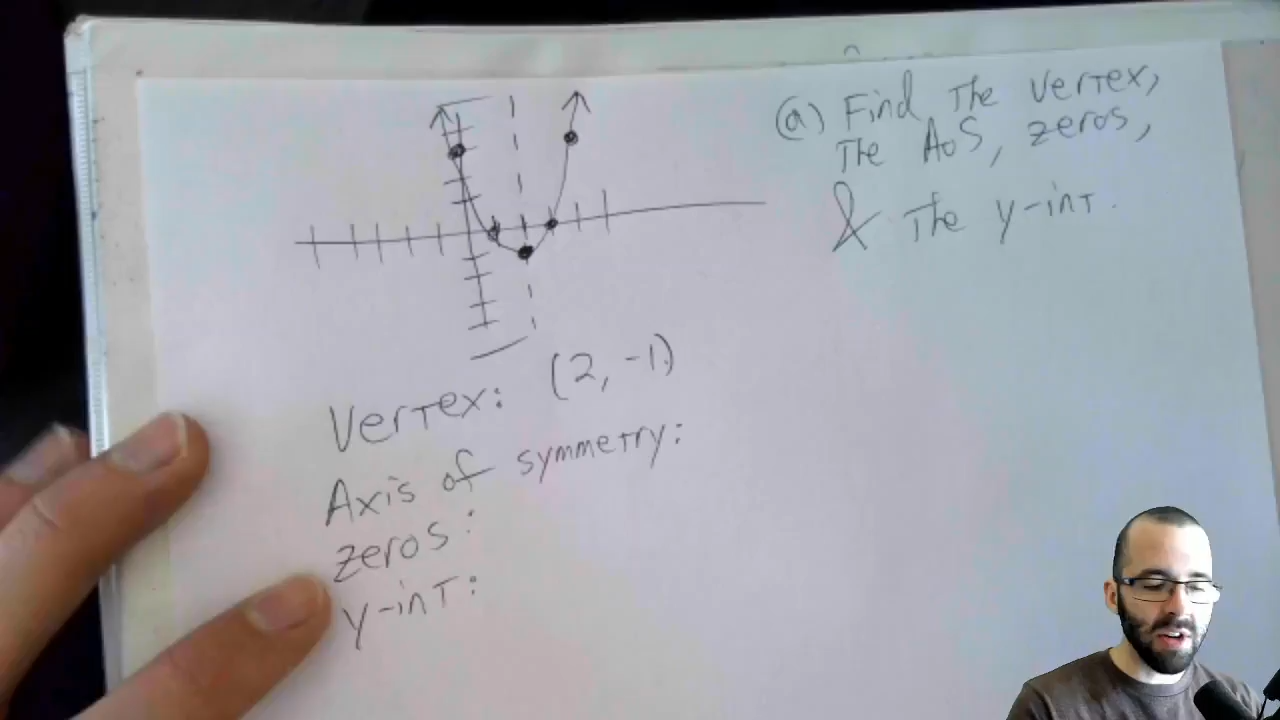 (a) Find The Vertex,
The AoS, zeros,
& The y-int.
Vertex: (2, -1)
Axis of symmetry:
zeros:
y-int: